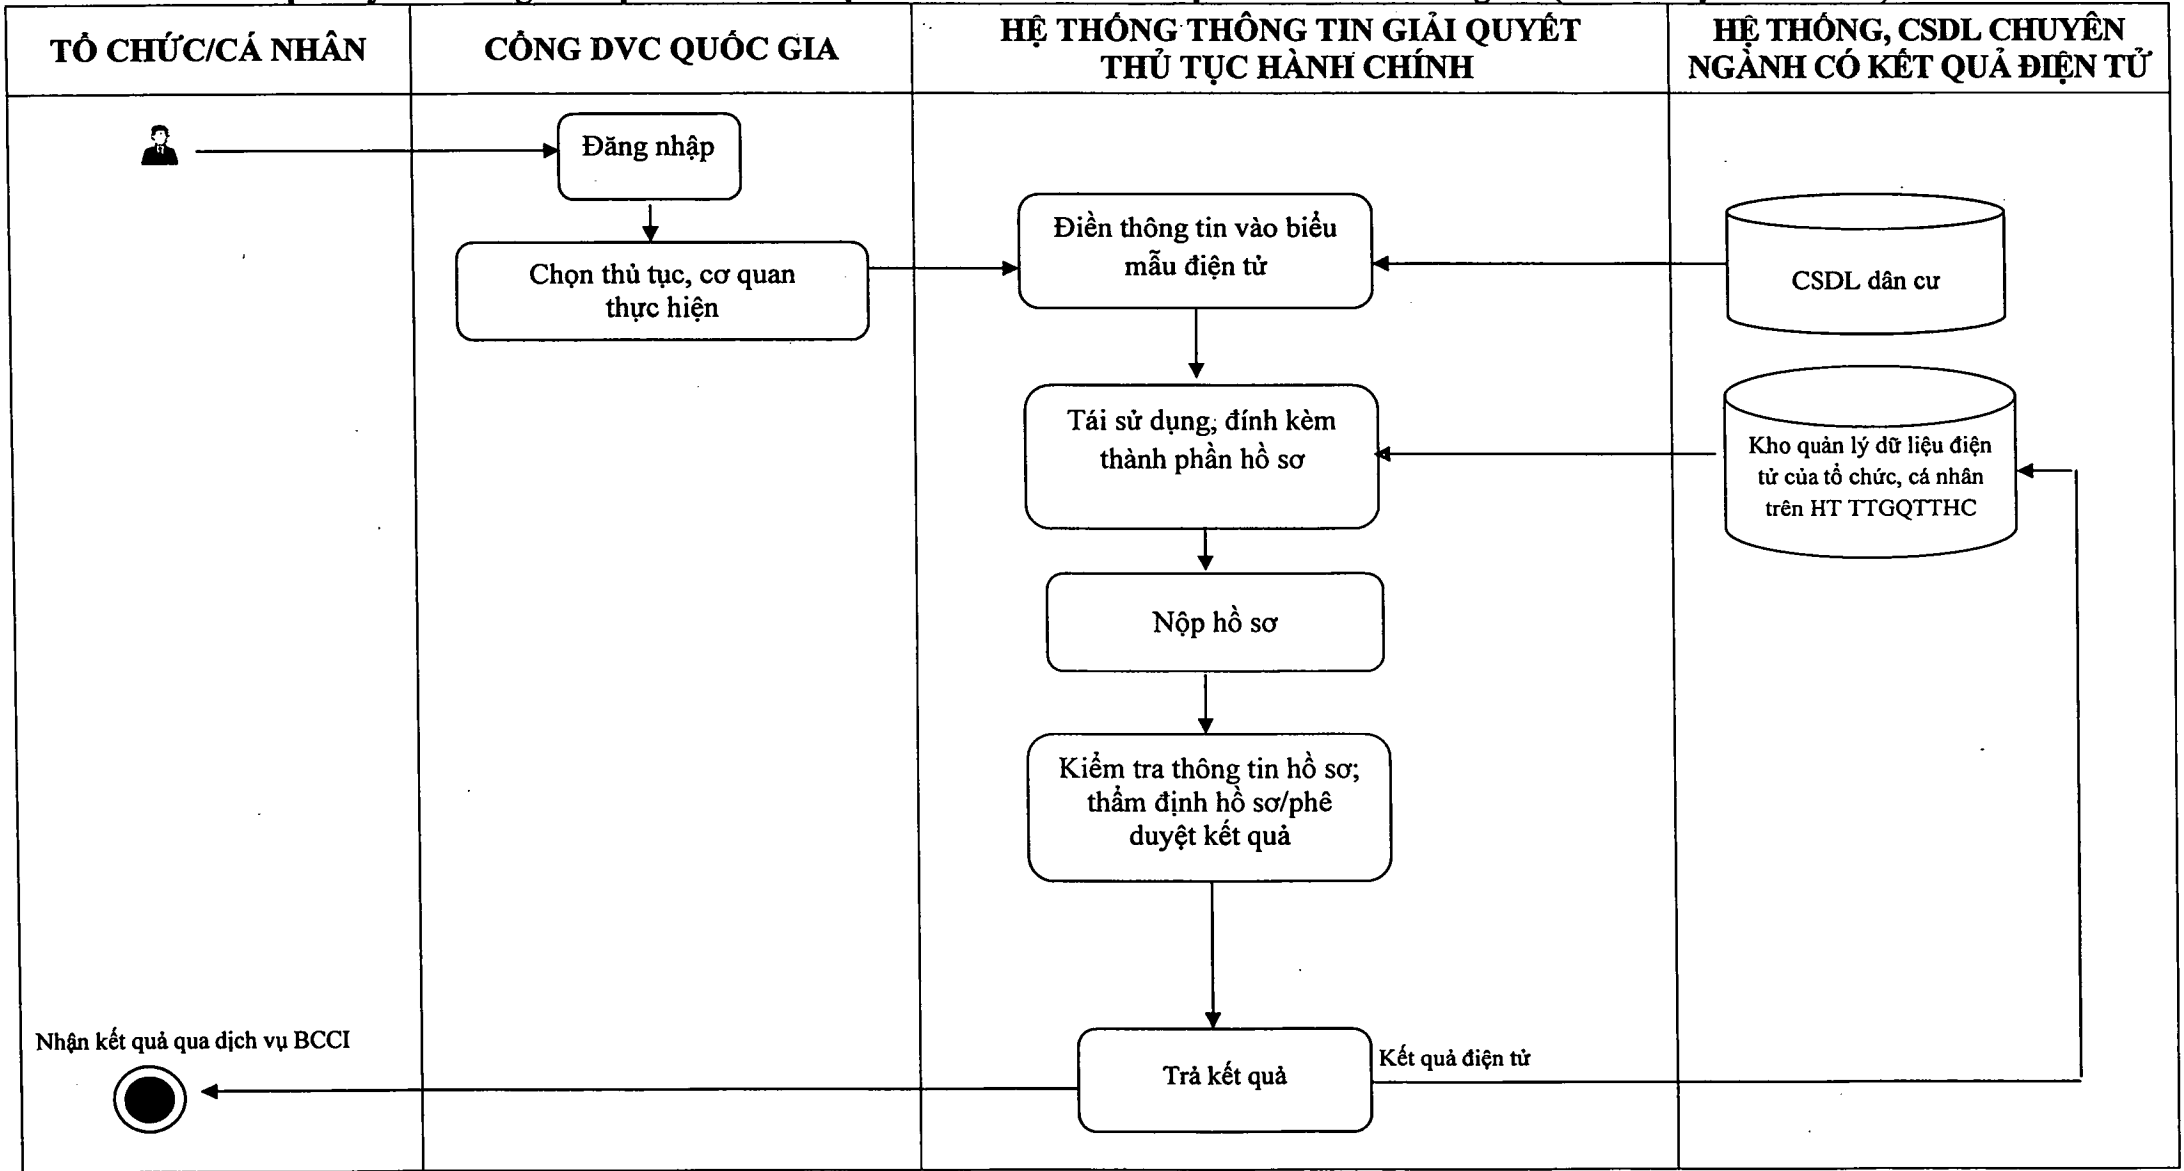 TỔ CHỨC/CÁ NHÂN
CỔNG DVC QUỐC GIA
HỆ THỐNG THÔNG TIN GIẢI QUYẾT
THỦ TỤC HÀNH CHÍNH
HỆ THỐNG, CSDL CHUYÊN
NGÀNH CÓ KẾT QUẢ ĐIỆN TỬ
Đăng nhập
Chọn thủ tục, cơ quan
thực hiện
Điền thông tin vào biểu
mẫu điện tử
CSDL dân cư
Tái sử dụng; đính kèm
thành phần hồ sơ
Kho quản lý dữ liệu điện
tử của tổ chức, cá nhân
trên HT TTGQTTHC
Nộp hồ sơ
Kiểm tra thông tin hồ sơ;
thẩm định hồ sơ/phê
duyệt kết quả
Nhận kết quả qua dịch vụ BCCI
Trả kết quả
Kết quả điện tử